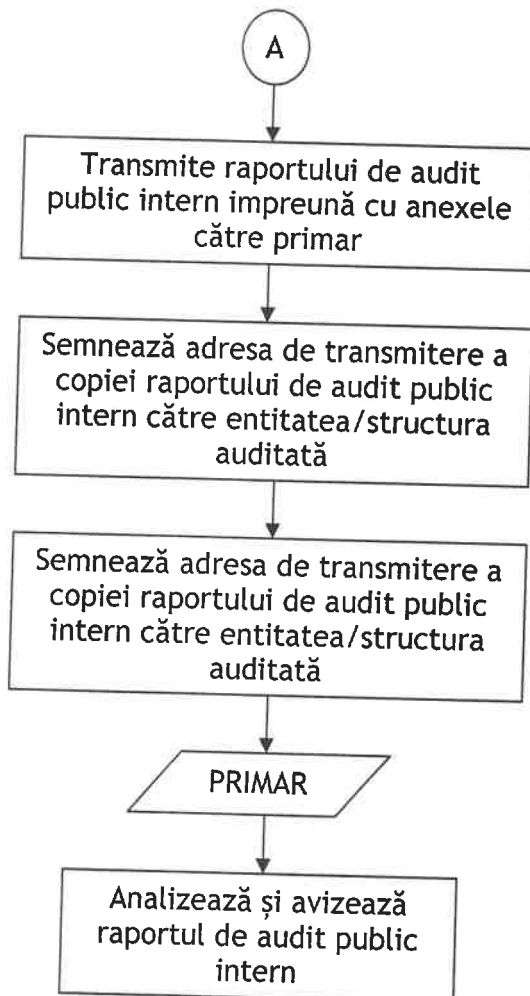 A
Transmite raportului de audit
public intern impreună cu anexele
către primar
Semnează adresa de transmitere a
copiei raportului de audit public
intern către entitatea/structura
auditată
Semnează adresa de transmitere a
copiei raportului de audit public
intern către entitatea/structura
auditată
PRIMAR
Analizează și avizează
raportul de audit public
intern